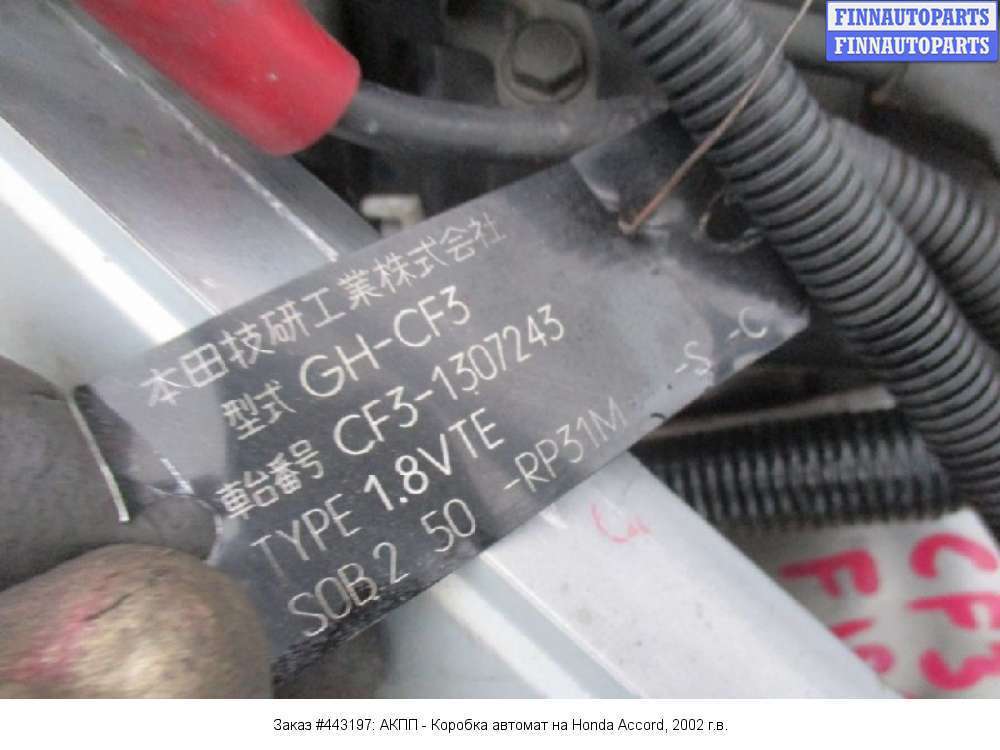 FINNAUTOPARTS
FINNAUTOPARTS
本田技研工業株式会社
型式 GH-CF3
車台番号 CF3-1307243
TYPE 1.8VTE
SOB.2 50 -RP31M -S -C
CF3
Заказ #443197: АКПП - Коробка автомат на Honda Accord, 2002 г.в.